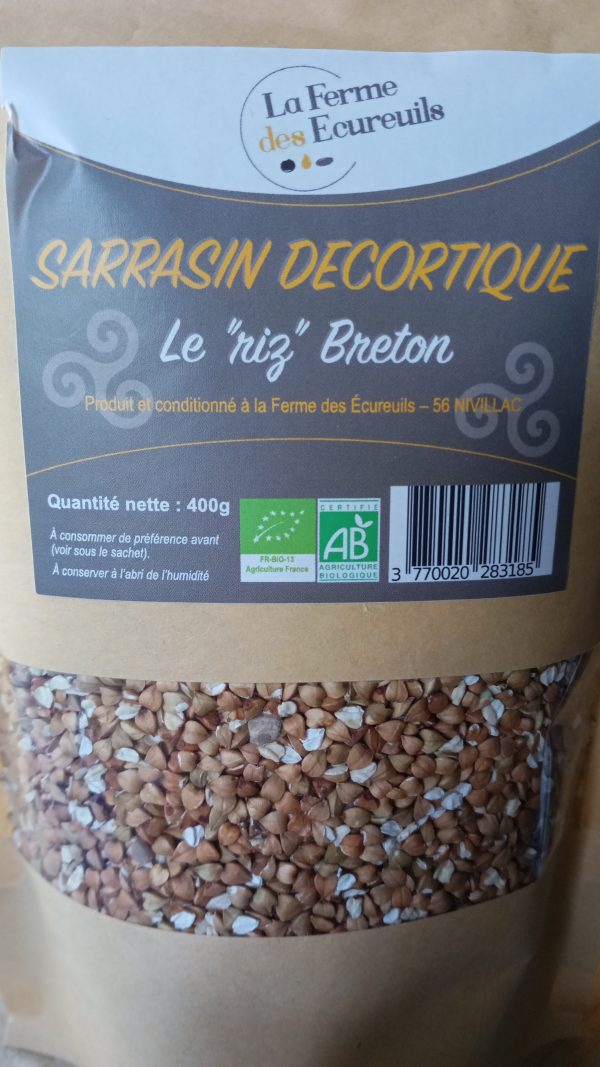 La Ferme
des Ecureuils
SARRASIN DECORTIQUE
Le "riz" Breton
Produit et conditionné à la Ferme des Écureuils – 56 NIVILLAC
Quantité nette : 400g
À consommer de préférence avant
(voir sous le sachet).
À conserver à l'abri de l'humidité
FR-BIO-13
Agriculture France
CERTIFIÉ
AB
AGRICULTURE
BIOLOGIQUE
3 770020 283185